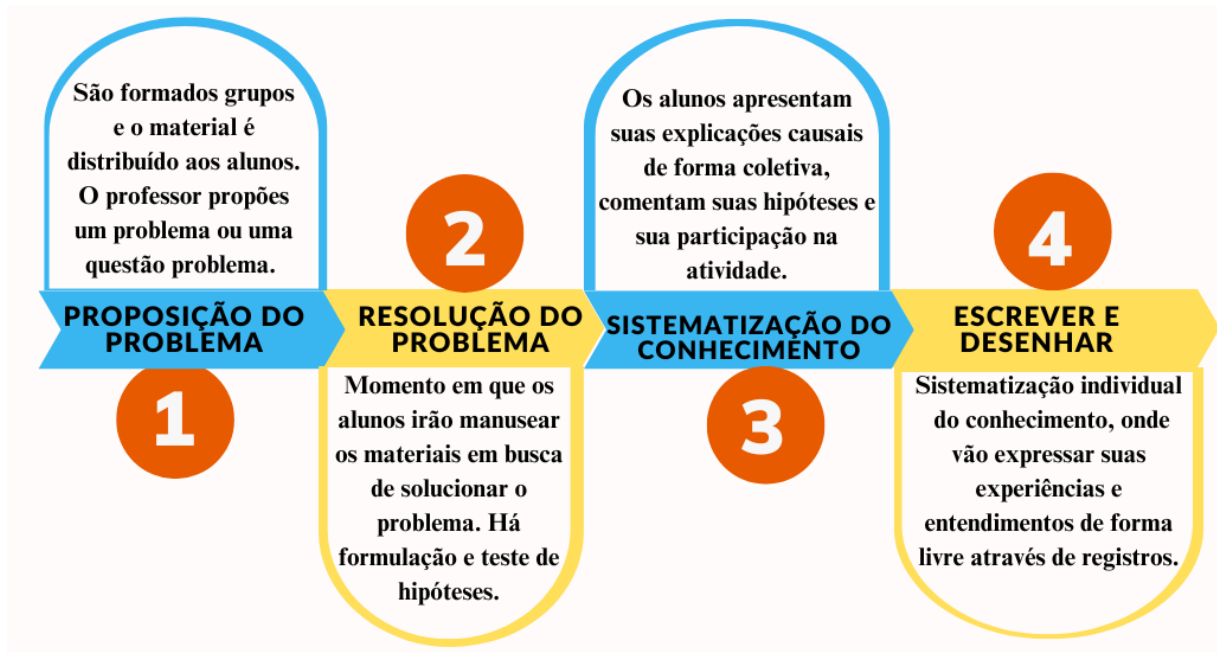 São formados grupos
e o material é
distribuído aos alunos.
O professor propões
um problema ou uma
questão problema.
PROPOSIÇÃO DO
PROBLEMA
1
2
RESOLUÇÃO DO
PROBLEMA
Momento em que os
alunos irão manusear
os materiais em busca
de solucionar o
problema. Há
formulação e teste de
hipóteses.
Os alunos apresentam
suas explicações causais
de forma coletiva,
comentam suas hipóteses e
sua participação na
atividade.
SISTEMATIZAÇÃO DO
CONHECIMENTO
3
4
ESCREVER E
DESENHAR
Sistematização individual
do conhecimento, onde
vão expressar suas
experiências e
entendimentos de forma
livre através de registros.